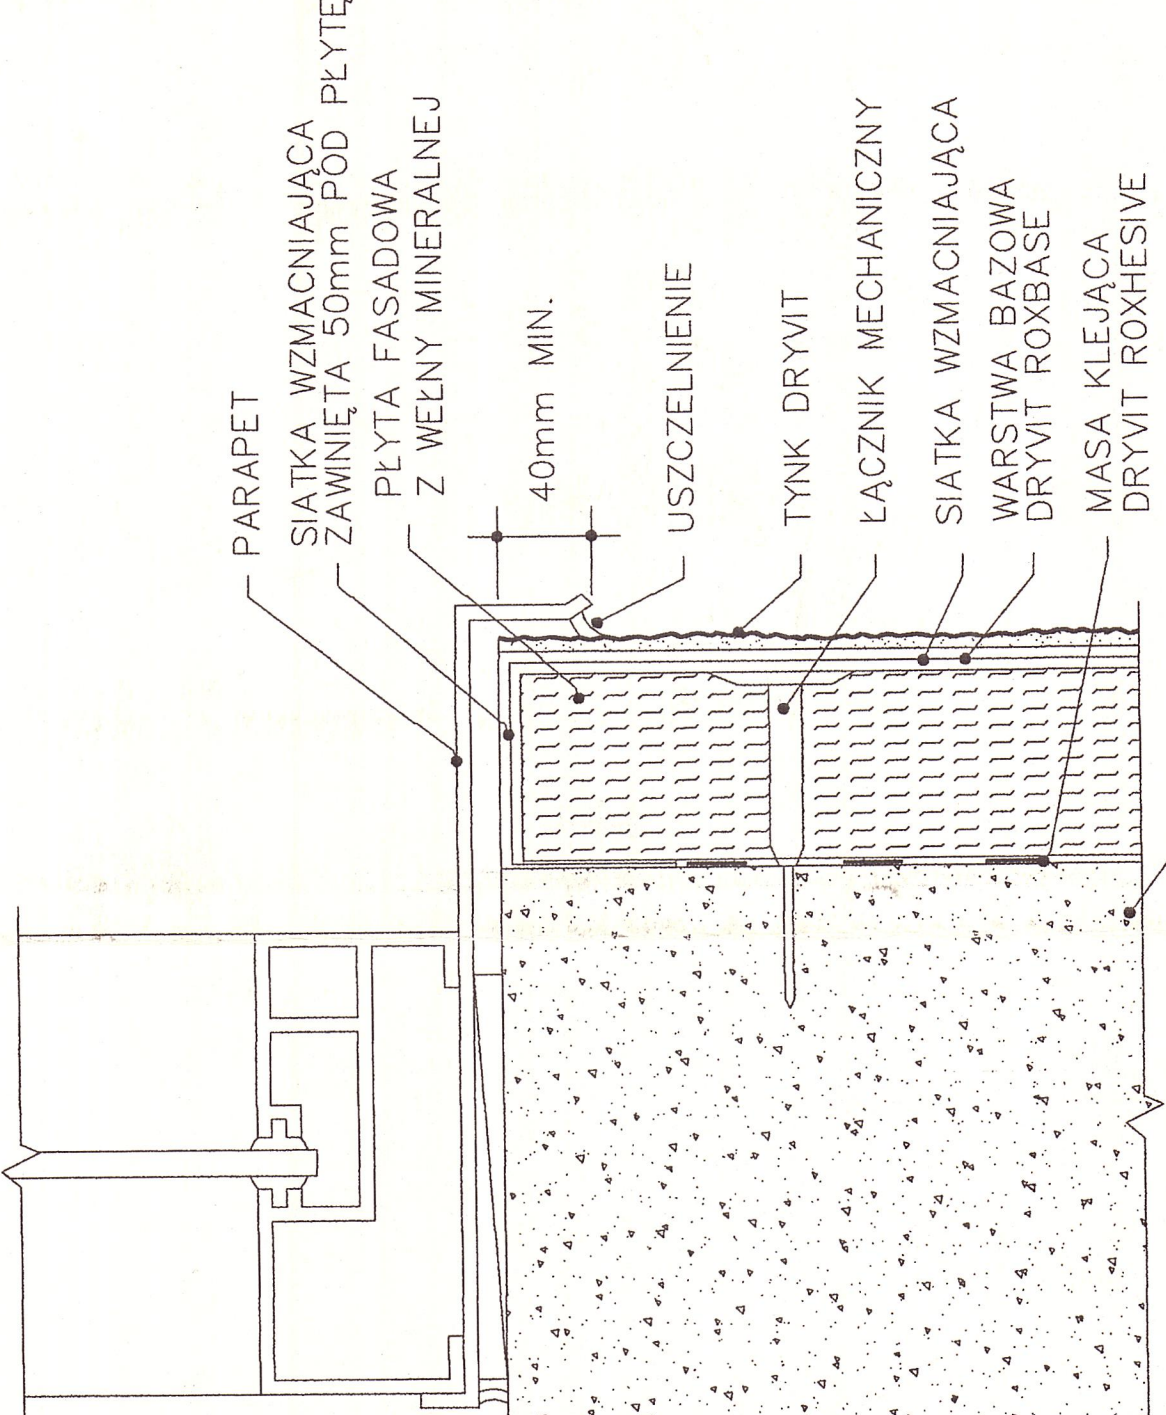 PARAPET
SIATKA WZMACNIAJĄCA
ZAWINIĘTA 50mm POD PŁYTĘ
PŁYTA FASADOWA
Z WEŁNY MINERALNEJ
40mm MIN.
USZCZELNIENIE
TYNK DRYVIT
ŁĄCZNIK MECHANICZNY
SIATKA WZMACNIAJĄCA
WARSTWA BAZOWA
DRYVIT ROXBASE
MASA KLEJĄCA
DRYVIT ROXHESIVE